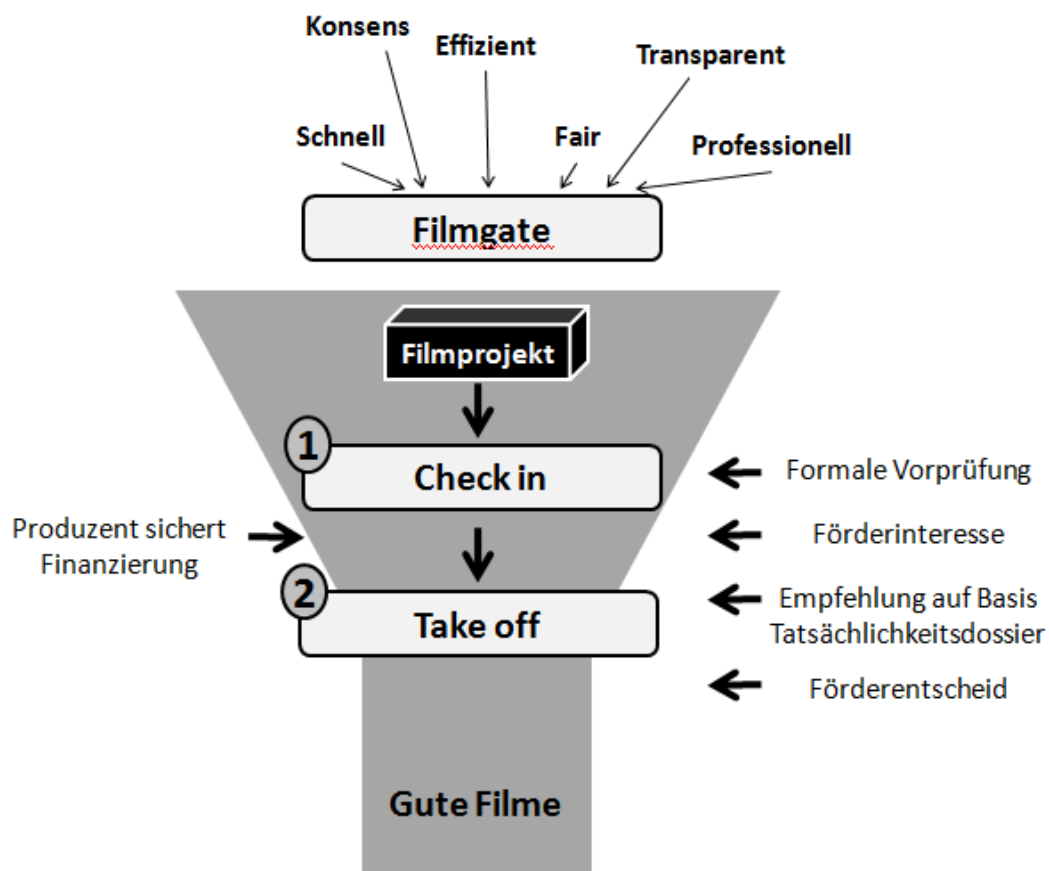 Konsens
Effizient
Transparent
Schnell
Fair
Professionell
Filmgate
Filmprojekt
1
Check in
Formale Vorprüfung
Produzent sichert
Finanzierung
Förderinteresse
2
Take off
Empfehlung auf Basis
Tatsächlichkeitsdossier
Förderentscheid
Gute Filme